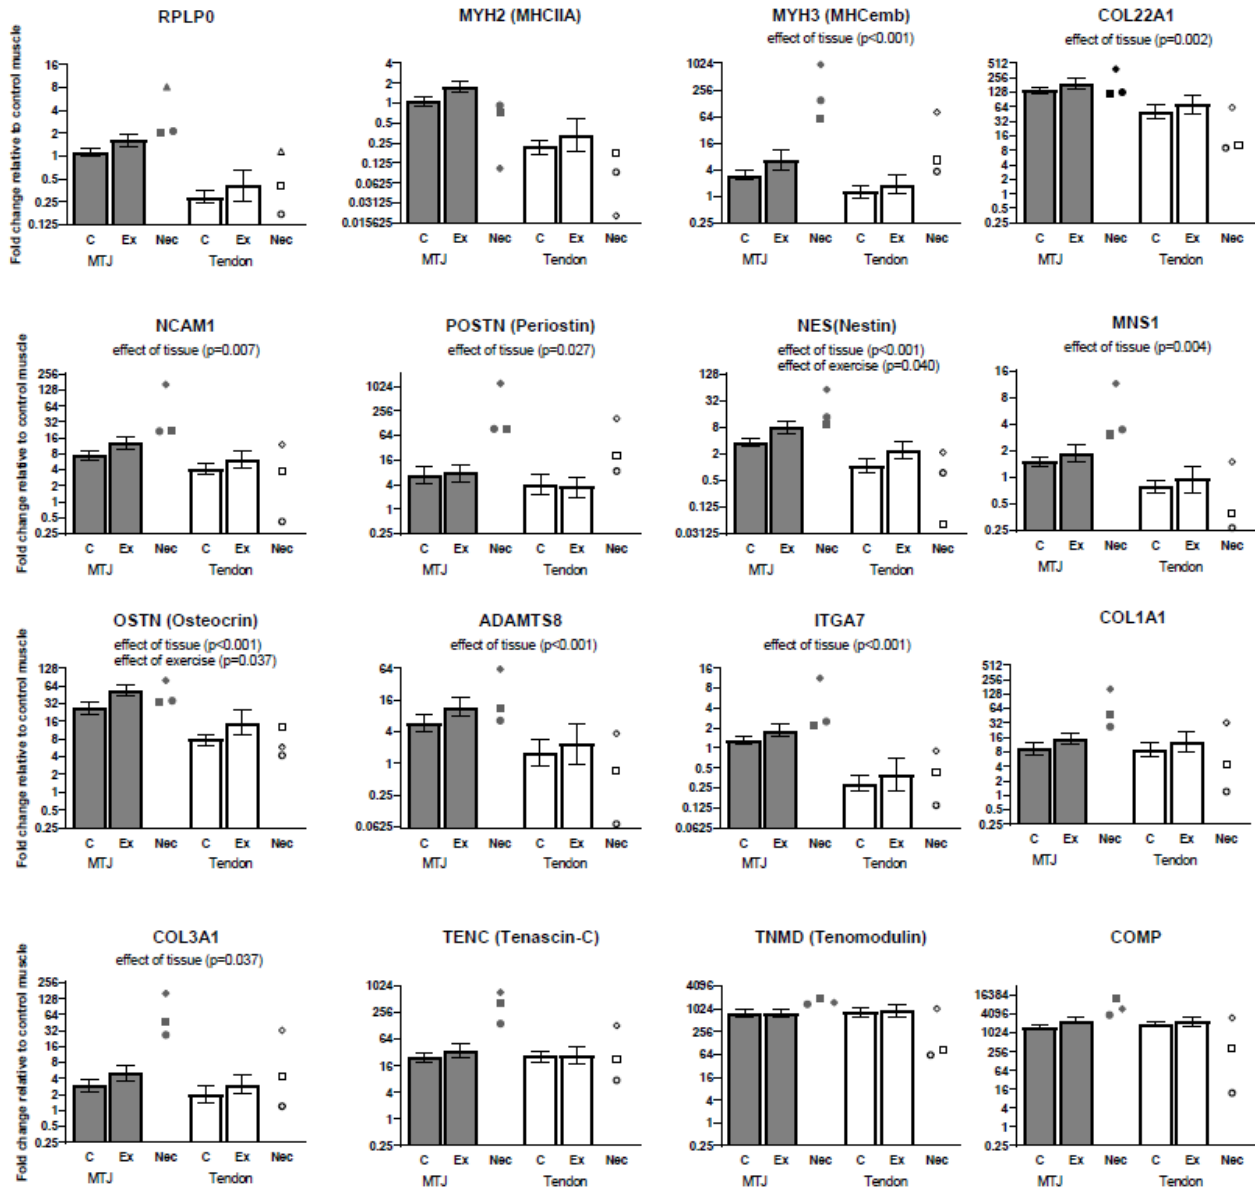 RPLP0
MYH2 (MHCIIA)
MYH3 (MHCemb)
effect of tissue (p<0.001)
COL22A1
effect of tissue (p=0.002)
Fold change relative to control muscle
16
8
4
2
1
0.5
0.25
0.125
C Ex Nec C Ex Nec
MTJ Tendon
4
2
1
0.5
0.25
0.125
0.0625
0.03125
0.015625
C Ex Nec C Ex Nec
MTJ Tendon
1024
256
64
16
4
1
0.25
C Ex Nec C Ex Nec
MTJ Tendon
512
256
128
64
32
16
8
4
2
1
0.5
0.25
C Ex Nec C Ex Nec
MTJ Tendon
NCAM1
effect of tissue (p=0.007)
POSTN (Periostin)
effect of tissue (p=0.027)
NES(Nestin)
effect of tissue (p<0.001)
effect of exercise (p=0.040)
MNS1
effect of tissue (p=0.004)
Fold change relative to control muscle
256
128
64
32
16
8
4
2
1
0.5
0.25
C Ex Nec C Ex Nec
MTJ Tendon
1024
256
64
16
4
1
0.25
C Ex Nec C Ex Nec
MTJ Tendon
128
32
8
2
0.5
0.125
0.03125
C Ex Nec C Ex Nec
MTJ Tendon
16
8
4
2
1
0.5
0.25
C Ex Nec C Ex Nec
MTJ Tendon
OSTN (Osteocrin)
effect of tissue (p<0.001)
effect of exercise (p=0.037)
ADAMTS8
effect of tissue (p<0.001)
ITGA7
effect of tissue (p<0.001)
COL1A1
Fold change relative to control muscle
128
64
32
16
8
4
2
1
0.5
0.25
C Ex Nec C Ex Nec
MTJ Tendon
64
16
4
1
0.25
0.0625
C Ex Nec C Ex Nec
MTJ Tendon
16
8
4
2
1
0.5
0.25
0.125
0.0625
C Ex Nec C Ex Nec
MTJ Tendon
512
256
128
64
32
16
8
4
2
1
0.5
0.25
C Ex Nec C Ex Nec
MTJ Tendon
COL3A1
effect of tissue (p=0.037)
TENC (Tenascin-C)
TNMD (Tenomodulin)
COMP
Fold change relative to control muscle
256
128
64
32
16
8
4
2
1
0.5
0.25
C Ex Nec C Ex Nec
MTJ Tendon
1024
256
64
16
4
1
0.25
C Ex Nec C Ex Nec
MTJ Tendon
4096
1024
256
64
16
4
1
0.25
C Ex Nec C Ex Nec
MTJ Tendon
16384
4096
1024
256
64
16
4
1
0.25
C Ex Nec C Ex Nec
MTJ Tendon